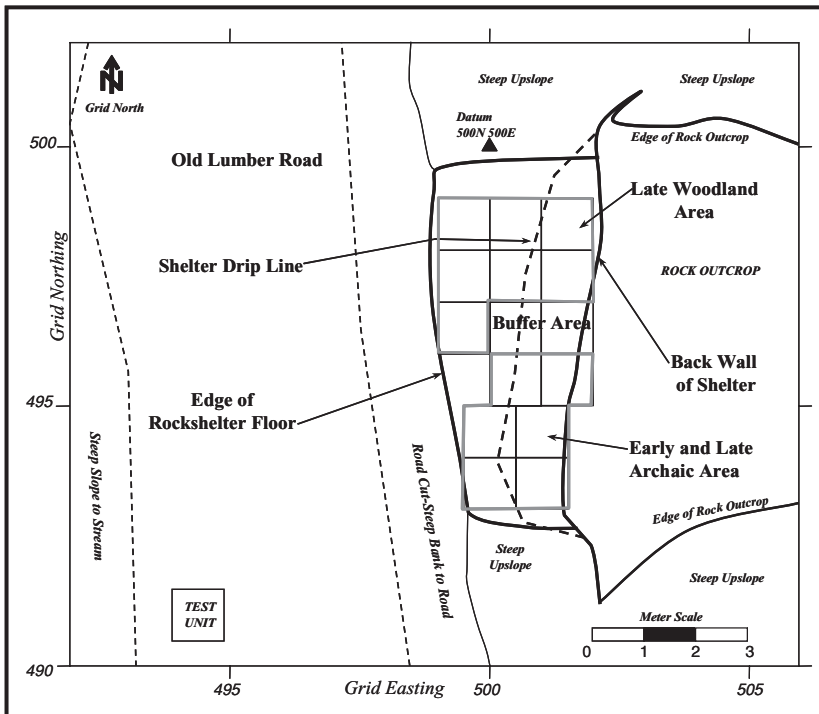 Steep Upslope
Steep Upslope
N
Grid North
Datum
500N 500E
Edge of Rock Outcrop
500
Old Lumber Road
Late Woodland
Area
Shelter Drip Line
ROCK OUTCROP
Grid Northing
Buffer Area
Back Wall
of Shelter
Edge of
Rockshelter Floor
495
Steep Slope to Stream
Road Cut-Steep Bank to Road
Early and Late
Archaic Area
Edge of Rock Outcrop
Steep
Upslope
Steep Upslope
TEST
UNIT
Meter Scale
0 1 2 3
490
495
Grid Easting
500
505